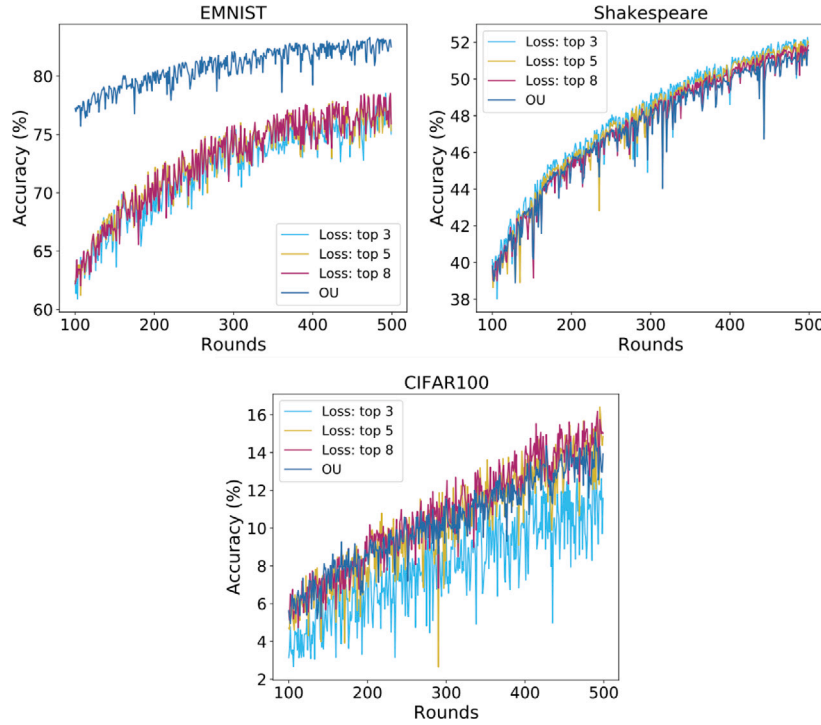 EMNIST
Accuracy (%)
80
75
70
65
60
Loss: top 3
Loss: top 5
Loss: top 8
OU
100 200 300 400 500
Rounds
Shakespeare
Accuracy (%)
52
50
48
46
44
42
40
38
Loss: top 3
Loss: top 5
Loss: top 8
OU
100 200 300 400 500
Rounds
CIFAR100
Accuracy (%)
16
14
12
10
8
6
4
2
Loss: top 3
Loss: top 5
Loss: top 8
OU
100 200 300 400 500
Rounds